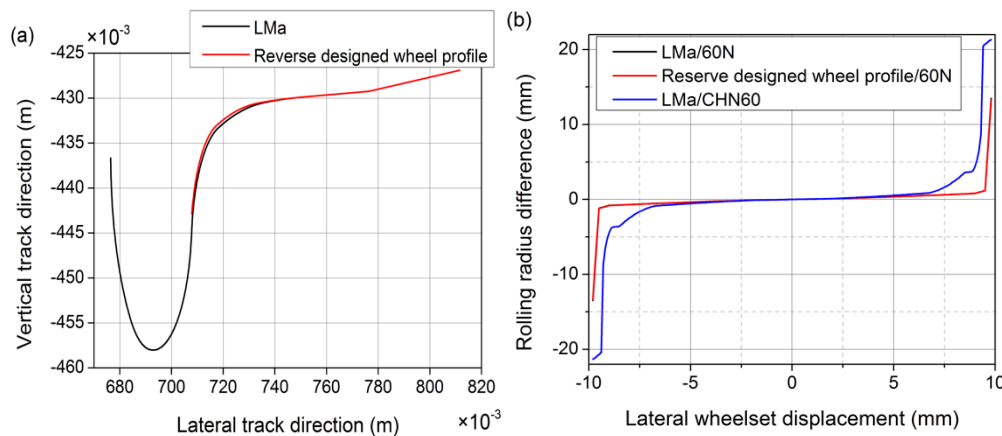 (a)
×10⁻³
LMa
Reverse designed wheel profile
-425
-430
-435
-440
-445
-450
-455
-460
Vertical track direction (m)
680 700 720 740 760 780 800 820
Lateral track direction (m)
×10⁻³
(b)
LMa/60N
Reserve designed wheel profile/60N
LMa/CHN60
20
10
0
-10
-20
Rolling radius difference (mm)
-10 -5 0 5 10
Lateral wheelset displacement (mm)